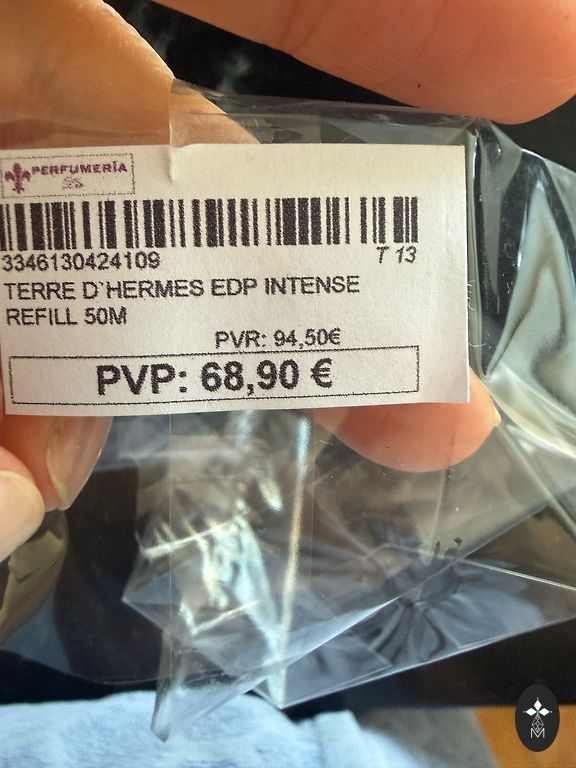 PERFUMERÍA
3346130424109
T 13
TERRE D'HERMES EDP INTENSE
REFILL 50M
PVR: 94,50€
PVP: 68,90 €
M